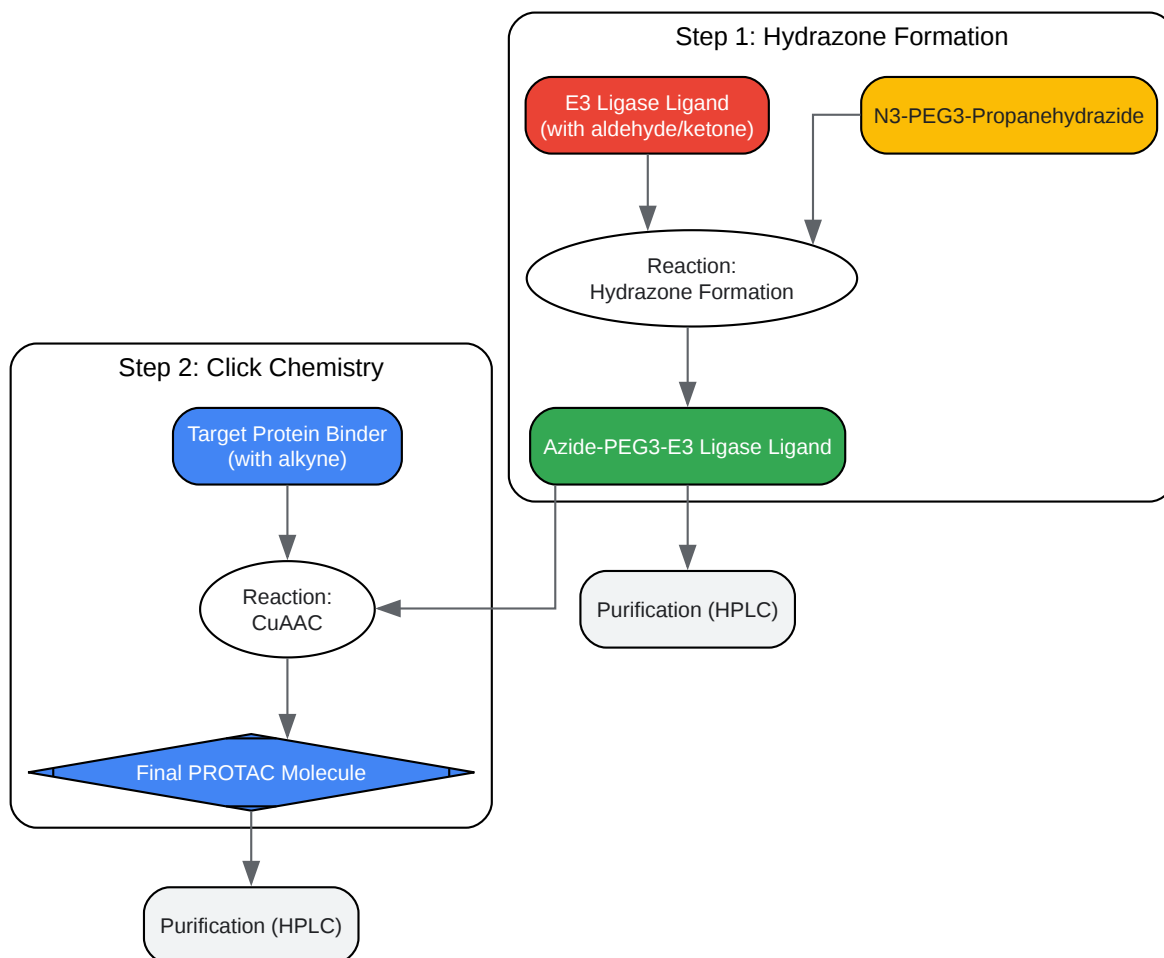 Step 1: Hydrazone Formation
E3 Ligase Ligand
(with aldehyde/ketone)
N3-PEG3-Propanehydrazide
Reaction:
Hydrazone Formation
Azide-PEG3-E3 Ligase Ligand
Purification (HPLC)
Step 2: Click Chemistry
Target Protein Binder
(with alkyne)
Reaction:
CuAAC
Final PROTAC Molecule
Purification (HPLC)